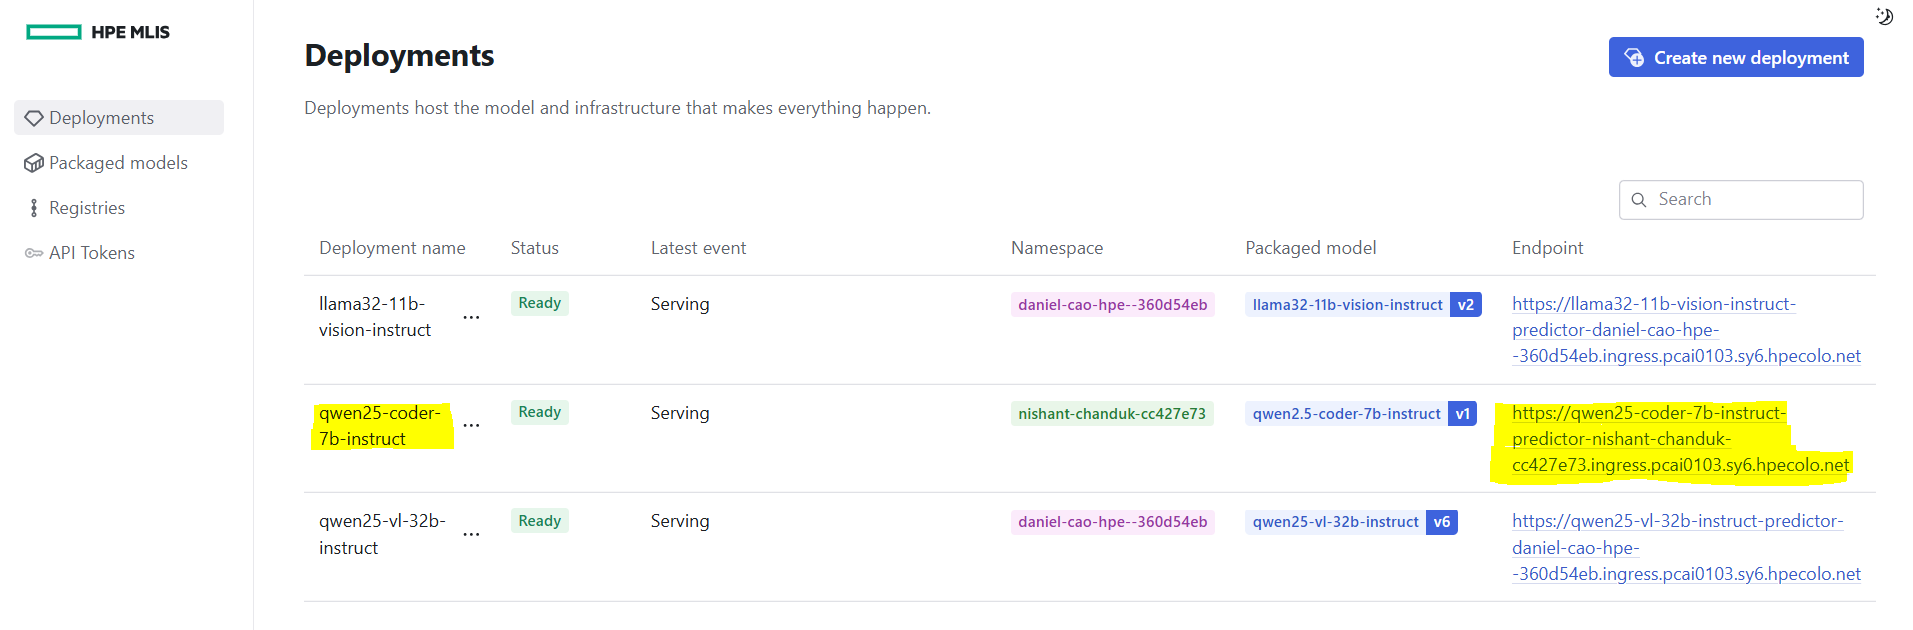 HPE MLIS
Deployments
Packaged models
Registries
API Tokens
Deployments
Create new deployment
Deployments host the model and infrastructure that makes everything happen.
Search
Deployment name Status Latest event Namespace Packaged model Endpoint
llama32-11b-
vision-instruct
...
Ready
Serving
daniel-cao-hpe--360d54eb
llama32-11b-vision-instruct v2
https://llama32-11b-vision-instruct-
predictor-daniel-cao-hpe-
-360d54eb.ingress.pcai0103.sy6.hpecolo.net
qwen25-coder-
7b-instruct
...
Ready
Serving
nishant-chanduk-cc427e73
qwen2.5-coder-7b-instruct v1
https://qwen25-coder-7b-instruct-
predictor-nishant-chanduk-
cc427e73.ingress.pcai0103.sy6.hpecolo.net
qwen25-vl-32b-
instruct
...
Ready
Serving
daniel-cao-hpe--360d54eb
qwen25-vl-32b-instruct v6
https://qwen25-vl-32b-instruct-predictor-
daniel-cao-hpe-
-360d54eb.ingress.pcai0103.sy6.hpecolo.net